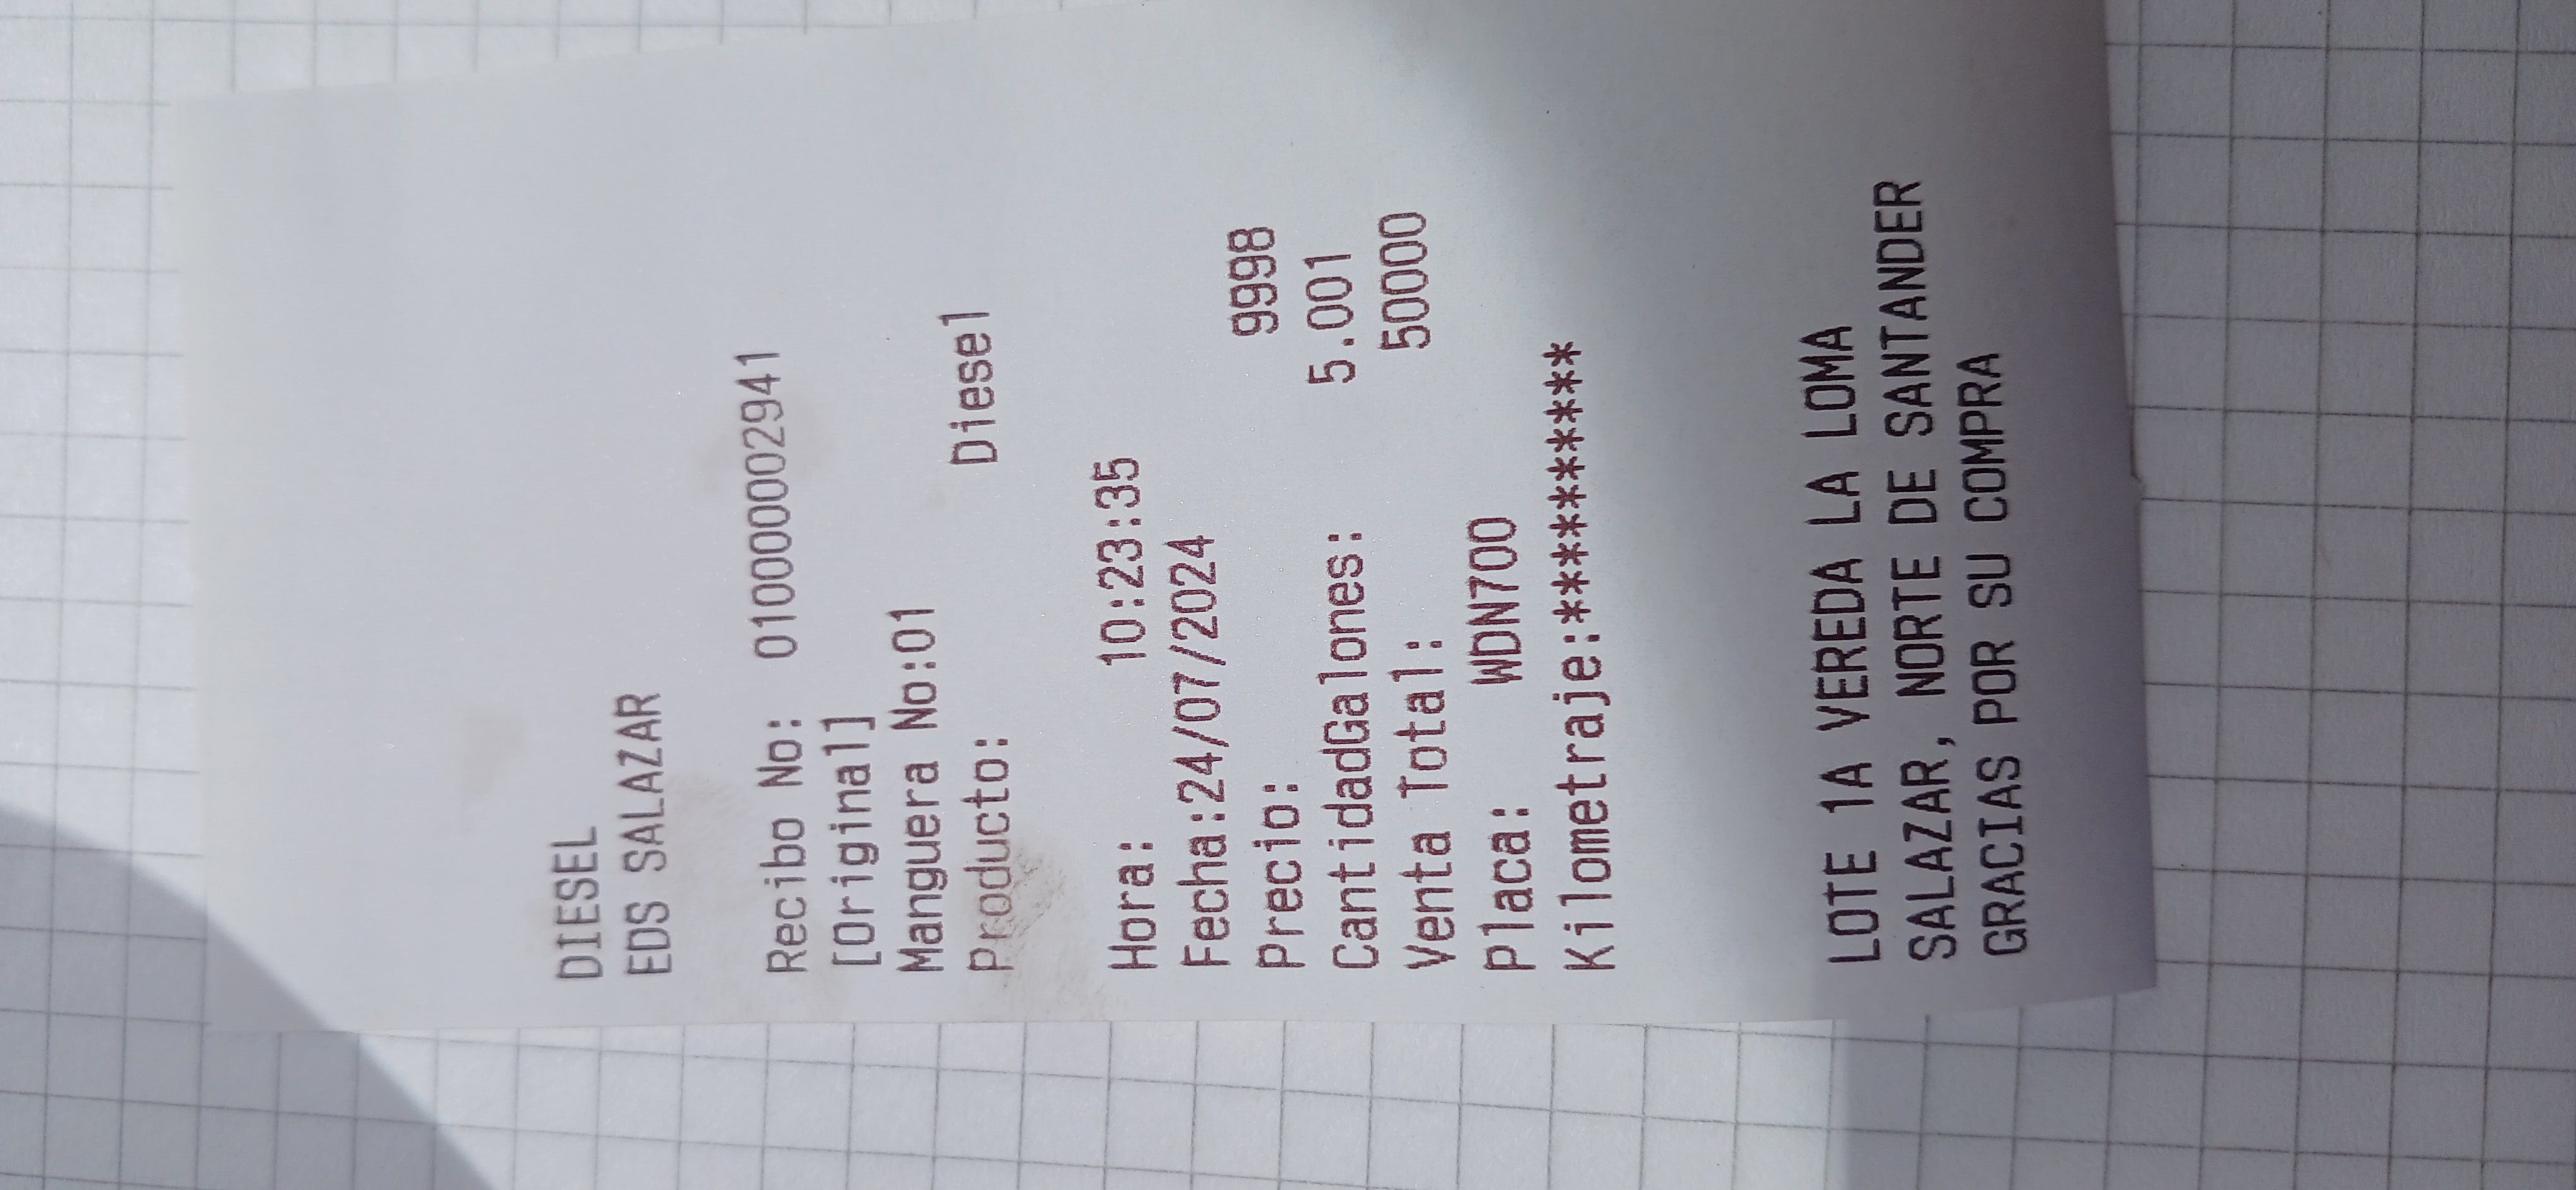 DIESEL
EDS SALAZAR
Recibo No: 0100000002941
[Original]
Manguera No:01
Producto: Diesel
Hora: 10:23:35
Fecha:24/07/2024
Precio: 9998
CantidadGalones: 5.001
Venta Total: 50000
Placa: WDN700
Kilometraje:***********
LOTE 1A VEREDA LA LOMA
SALAZAR, NORTE DE SANTANDER
GRACIAS POR SU COMPRA